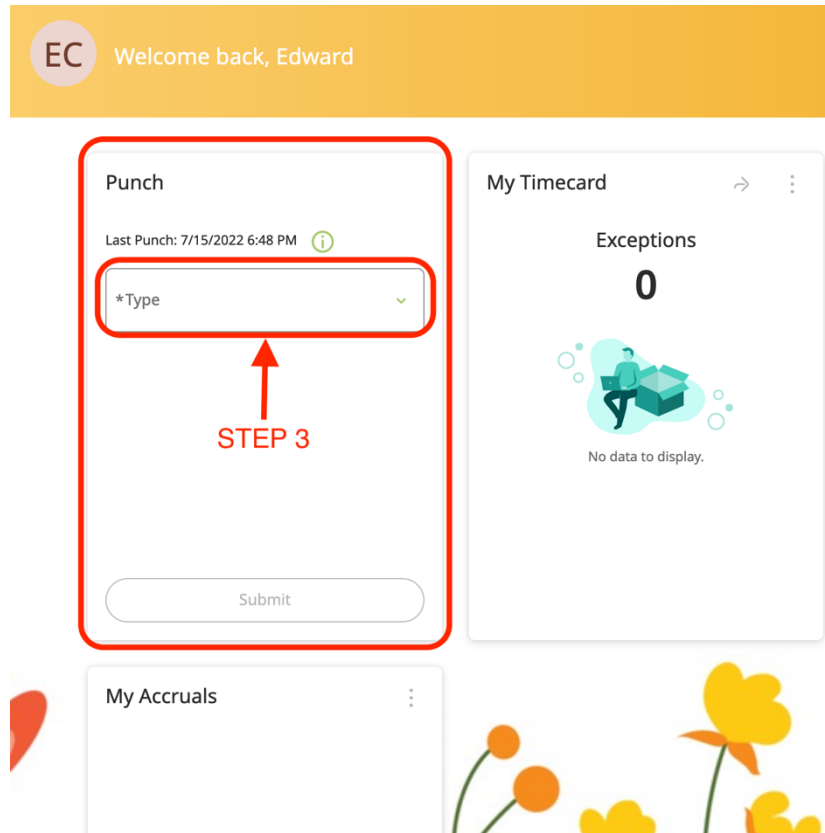 EC
Welcome back, Edward
Punch
Last Punch: 7/15/2022 6:48 PM
*Type
STEP 3
Submit
My Timecard
Exceptions
0
No data to display.
My Accruals